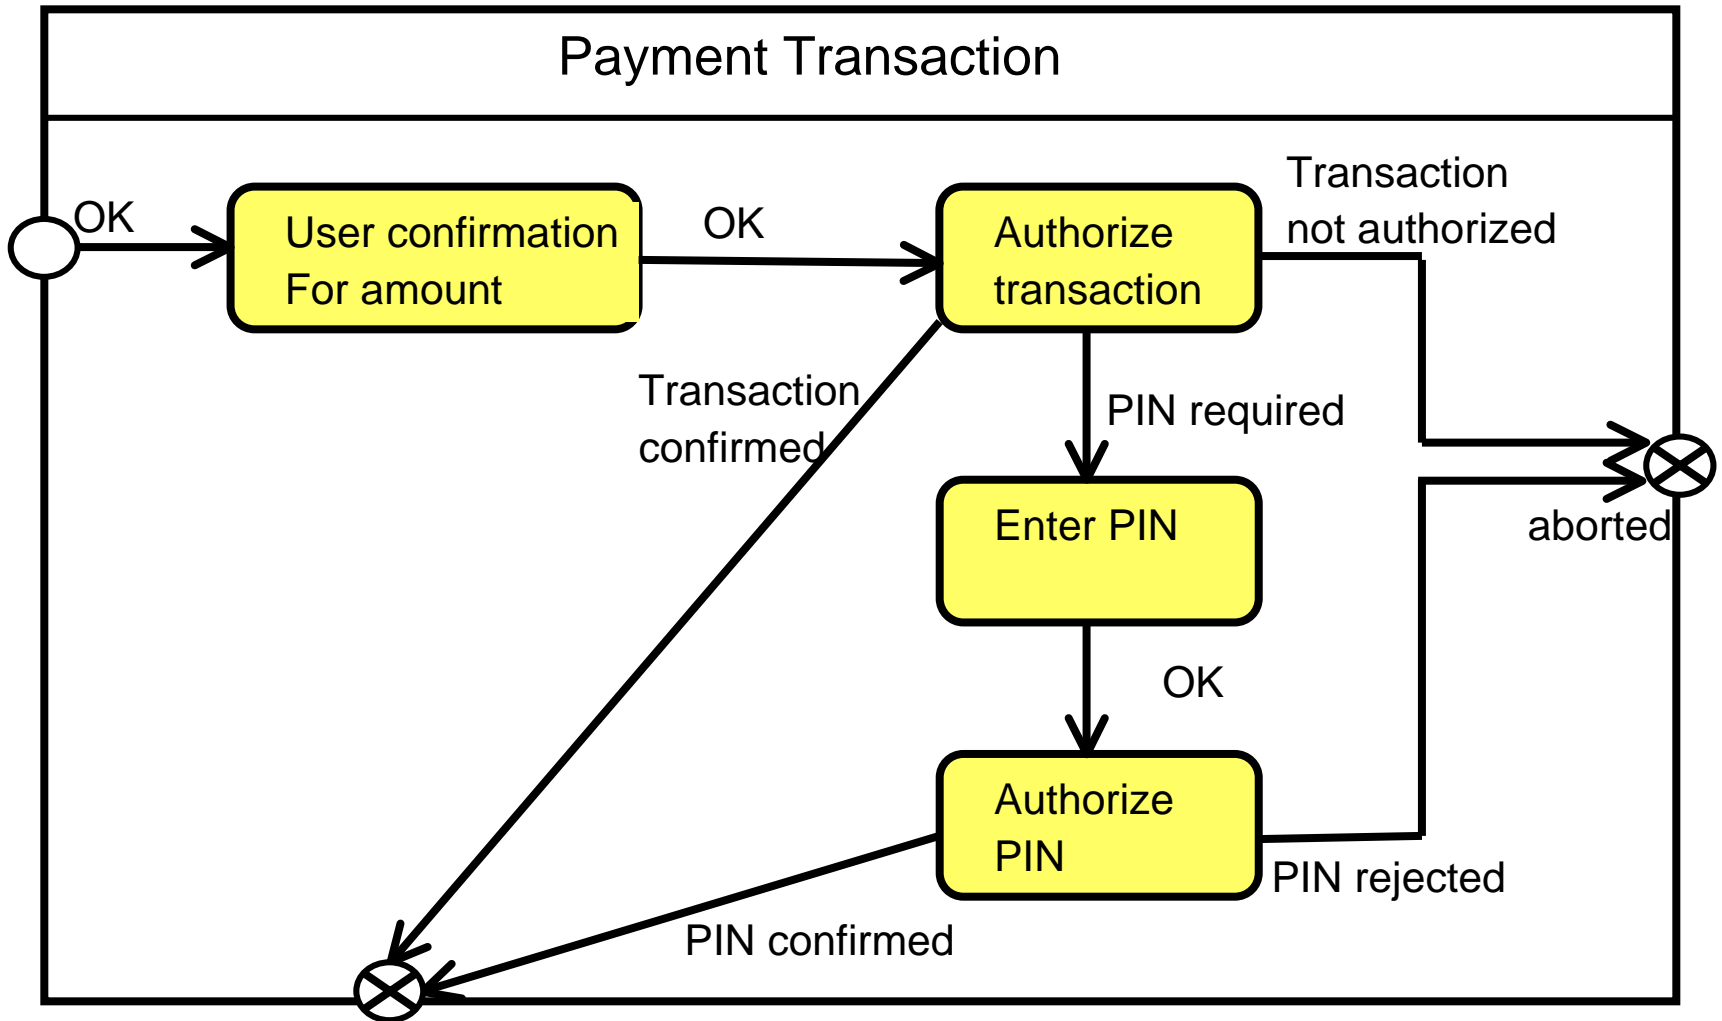 Payment Transaction
OK
User confirmation
For amount
OK
Authorize
transaction
Transaction
not authorized
Transaction
confirmed
PIN required
Enter PIN
aborted
OK
Authorize
PIN
PIN rejected
PIN confirmed